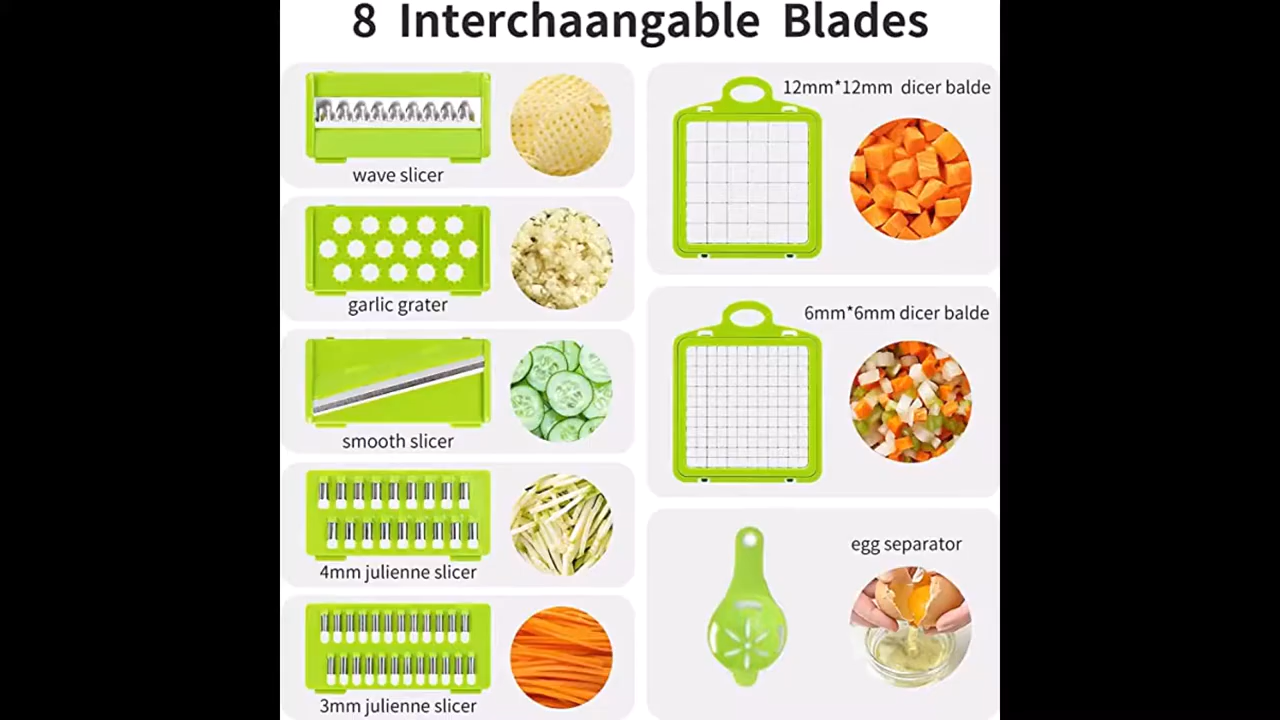 8 Interchaangable Blades
wave slicer
garlic grater
smooth slicer
4mm julienne slicer
3mm julienne slicer
12mm*12mm dicer balde
6mm*6mm dicer balde
egg separator